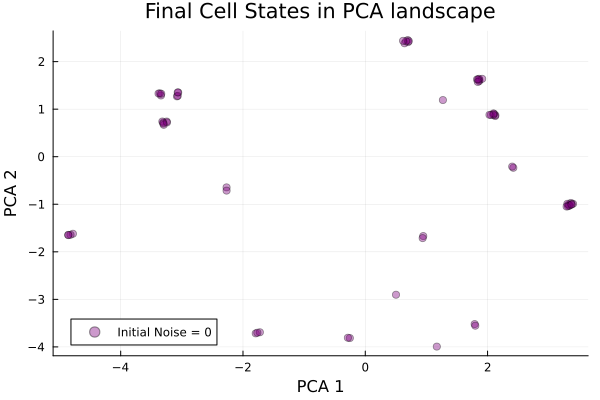 Final Cell States in PCA landscape
PCA 2
2
1
0
−1
−2
−3
−4
Initial Noise = 0
−4
−2
0
2
PCA 1